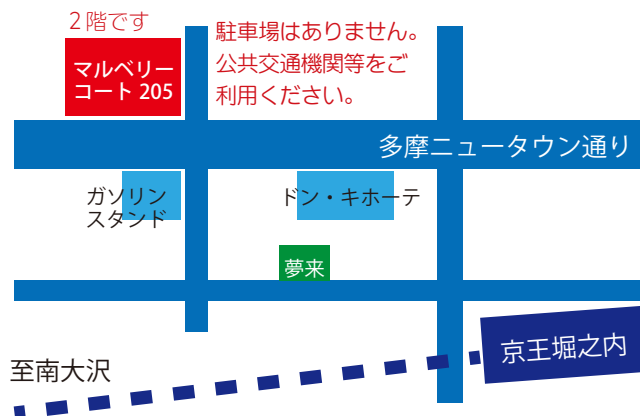 ２階です
マルベリー
コート 205
駐車場はありません。
公共交通機関等をご
利用ください。
多摩ニュータウン通り
ガソリン
スタンド
ドン・キホーテ
夢来
京王堀之内
至南大沢